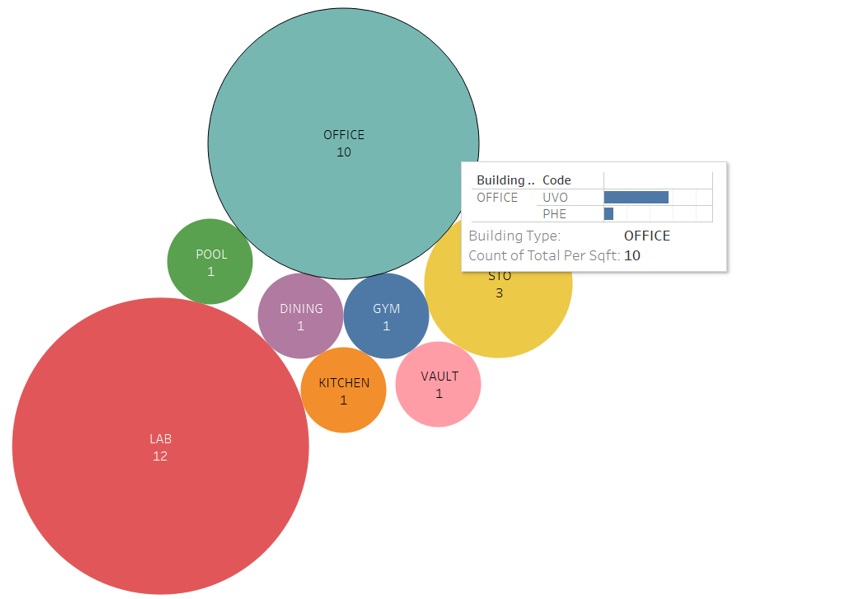 OFFICE
10
Building .. Code
OFFICE UVO
PHE
Building Type: OFFICE
Count of Total Per Sqft: 10
POOL
1
STO
3
DINING
1
GYM
1
KITCHEN
1
VAULT
1
LAB
12